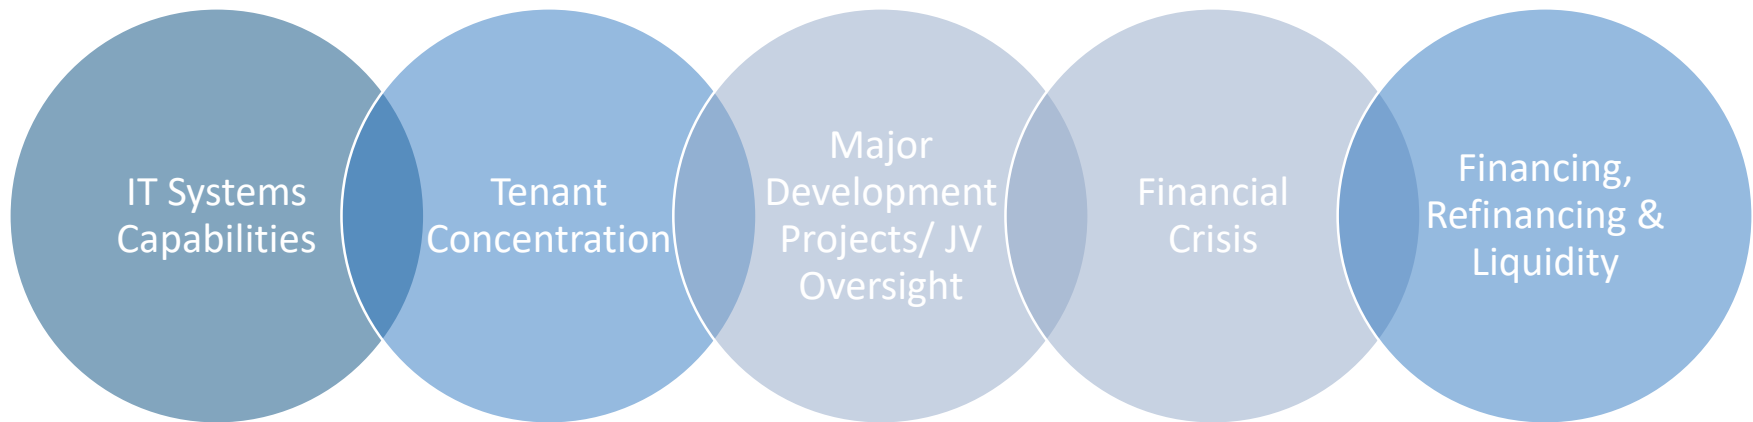 IT Systems
Capabilities
Tenant
Concentration
Major
Development
Projects/ JV
Oversight
Financial
Crisis
Financing,
Refinancing &
Liquidity